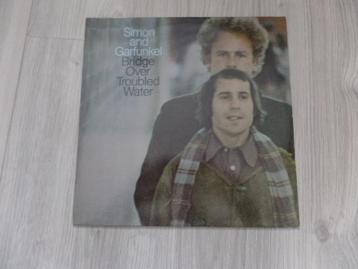 Simon
and
Garfunkel
Bridge
Over
Troubled
Water